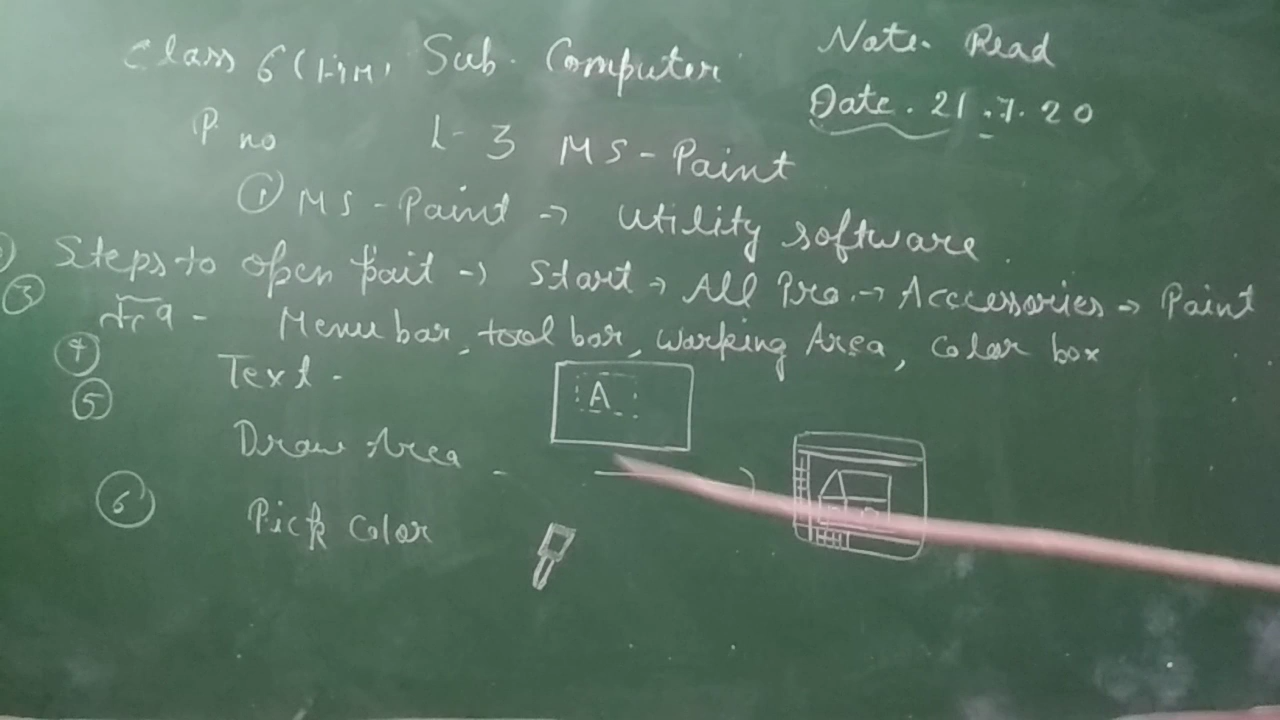 Class 6 Sub. Computer
Note. Read
Date. 21.7.20
P. no L-3 MS-Paint
① MS-Paint → Utility software
Steps to open pait → Start → All Pro. → Accessories → Paint
③ Menu bar, tool bar, working Area, Color box
④ Text -
A
⑤ Draw Area -
⑥ Pick Color